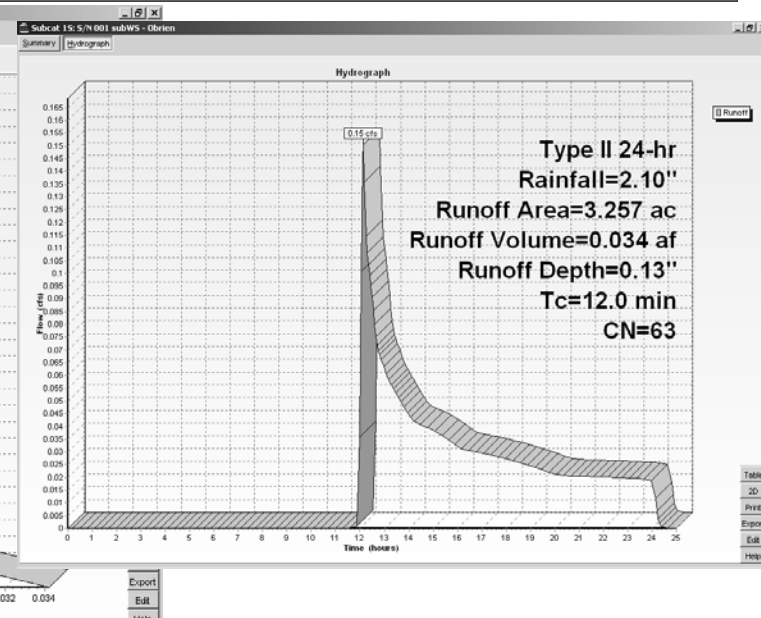 Subcat 1S: S/N 001 subWS - Obrien
Summary Hydrograph
Hydrograph
Runoff
0.15 cfs
Type II 24-hr
Rainfall=2.10"
Runoff Area=3.257 ac
Runoff Volume=0.034 af
Runoff Depth=0.13"
Tc=12.0 min
CN=63
Flow (cfs)
0.165
0.16
0.155
0.15
0.145
0.14
0.135
0.13
0.125
0.12
0.115
0.11
0.105
0.1
0.095
0.09
0.085
0.08
0.075
0.07
0.065
0.06
0.055
0.05
0.045
0.04
0.035
0.03
0.025
0.02
0.015
0.01
0.005
0
0 1 2 3 4 5 6 7 8 9 10 11 12 13 14 15 16 17 18 19 20 21 22 23 24 25
Time (hours)
Table
2D
Print
Export
Edit
Help
032 0.034
Export
Edit